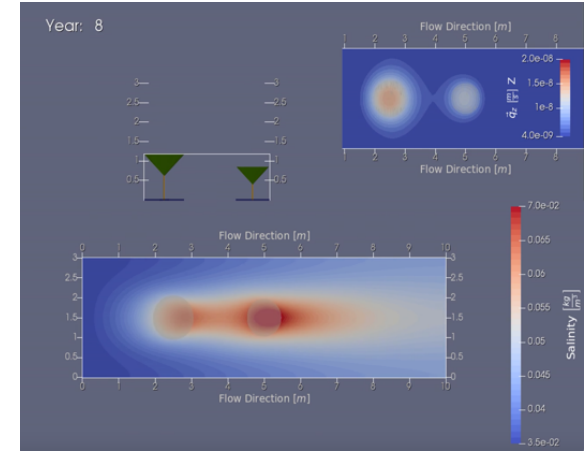 Year: 8
Flow Direction [m]
1 2 3 4 5 6 7 8
2.0e-08
1.5e-8
1e-8
4.0e-09
q_z [m/s] Z
1 2 3 4 5 6 7 8
Flow Direction [m]
3 3
2.5 2.5
2 2
1.5 1.5
1 1
0.5 0.5
Flow Direction [m]
0 1 2 3 4 5 6 7 8 9 10
3 3
2.5 2.5
2 2
1.5 1.5
1 1
0.5 0.5
0 0
0 1 2 3 4 5 6 7 8 9 10
Flow Direction [m]
7.0e-02
0.065
0.06
0.055
0.05
0.045
0.04
3.5e-02
Salinity [kg/m³]